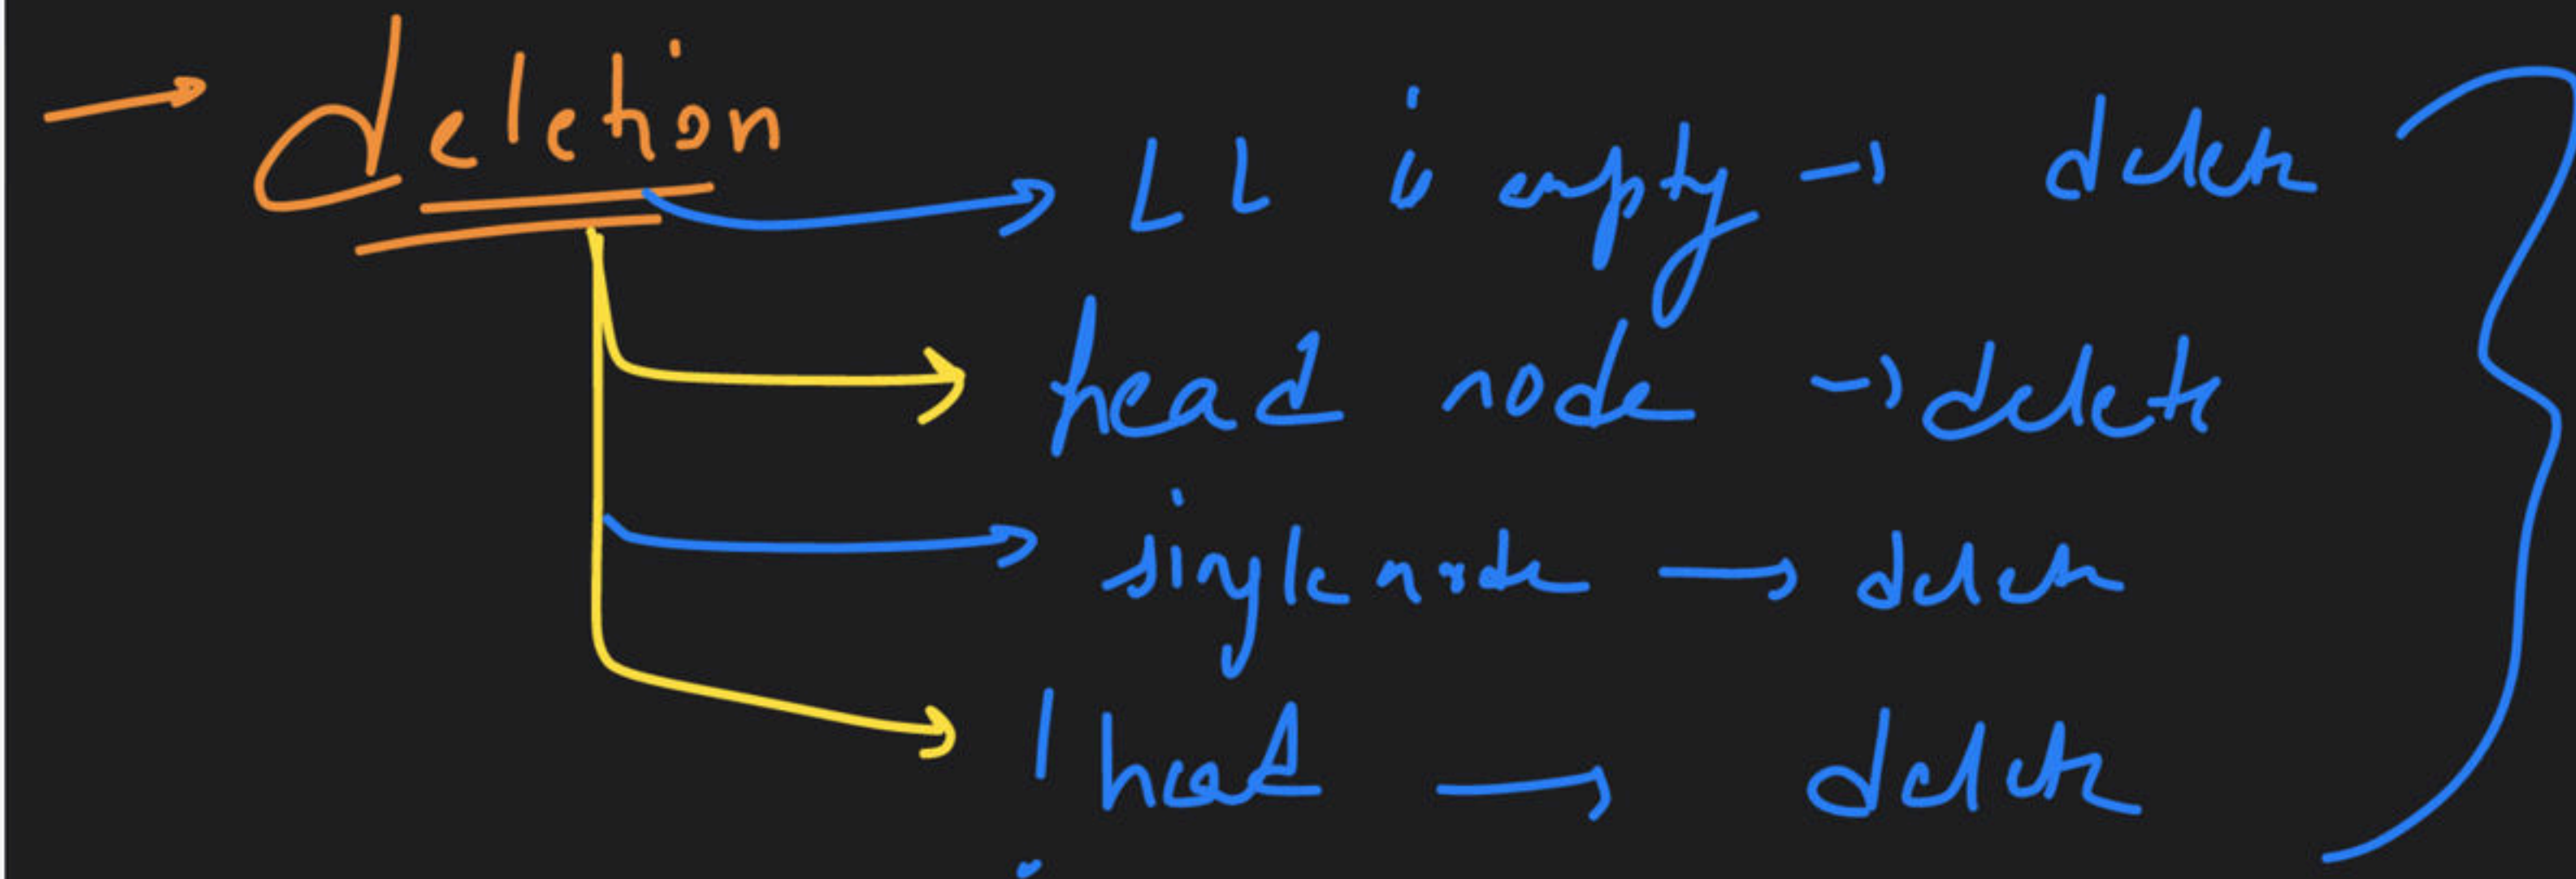 → deletion
LL is empty → delete
head node → delete
single node → delete
! head → delete